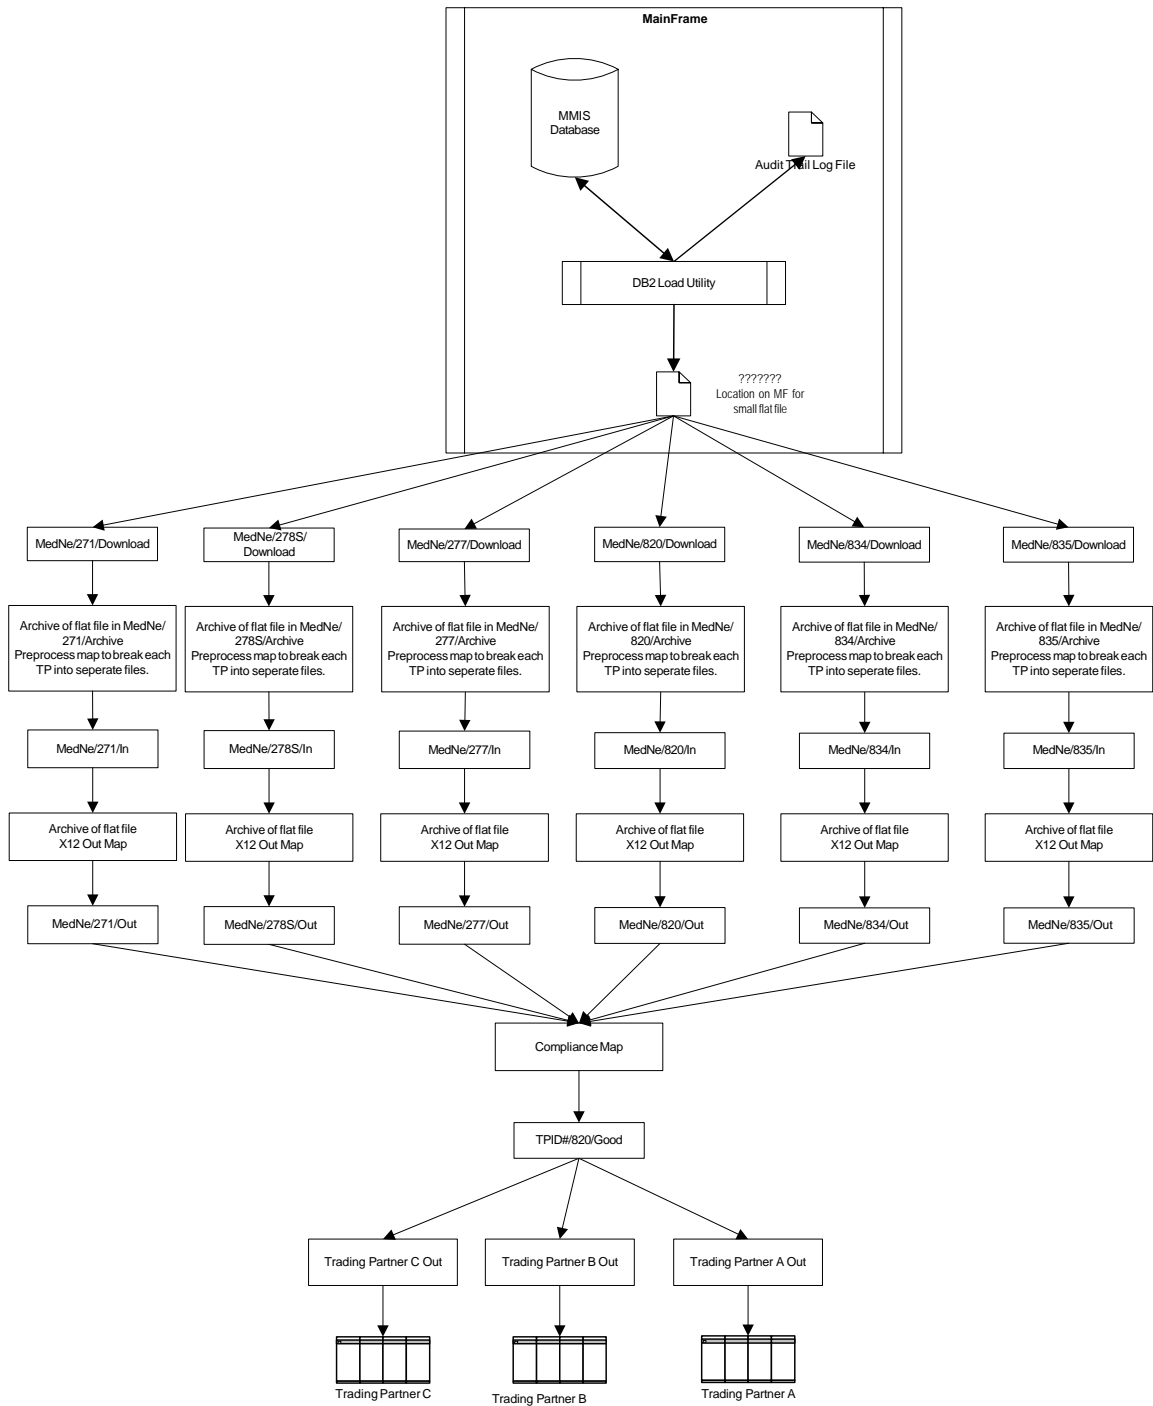 MainFrame
MMIS
Database
Audit Trail Log File
DB2 Load Utility
???????
Location on MF for
small flat file
MedNe/271/Download
MedNe/278S/
Download
MedNe/277/Download
MedNe/820/Download
MedNe/834/Download
MedNe/835/Download
Archive of flat file in MedNe/
271/Archive
Preprocess map to break each
TP into seperate files.
Archive of flat file in MedNe/
278S/Archive
Preprocess map to break each
TP into seperate files.
Archive of flat file in MedNe/
277/Archive
Preprocess map to break each
TP into seperate files.
Archive of flat file in MedNe/
820/Archive
Preprocess map to break each
TP into seperate files.
Archive of flat file in MedNe/
834/Archive
Preprocess map to break each
TP into seperate files.
Archive of flat file in MedNe/
835/Archive
Preprocess map to break each
TP into seperate files.
MedNe/271/In
MedNe/278S/In
MedNe/277/In
MedNe/820/In
MedNe/834/In
MedNe/835/In
Archive of flat file
X12 Out Map
Archive of flat file
X12 Out Map
Archive of flat file
X12 Out Map
Archive of flat file
X12 Out Map
Archive of flat file
X12 Out Map
Archive of flat file
X12 Out Map
MedNe/271/Out
MedNe/278S/Out
MedNe/277/Out
MedNe/820/Out
MedNe/834/Out
MedNe/835/Out
Compliance Map
TPID#/820/Good
Trading Partner C Out
Trading Partner B Out
Trading Partner A Out
Trading Partner C
Trading Partner B
Trading Partner A